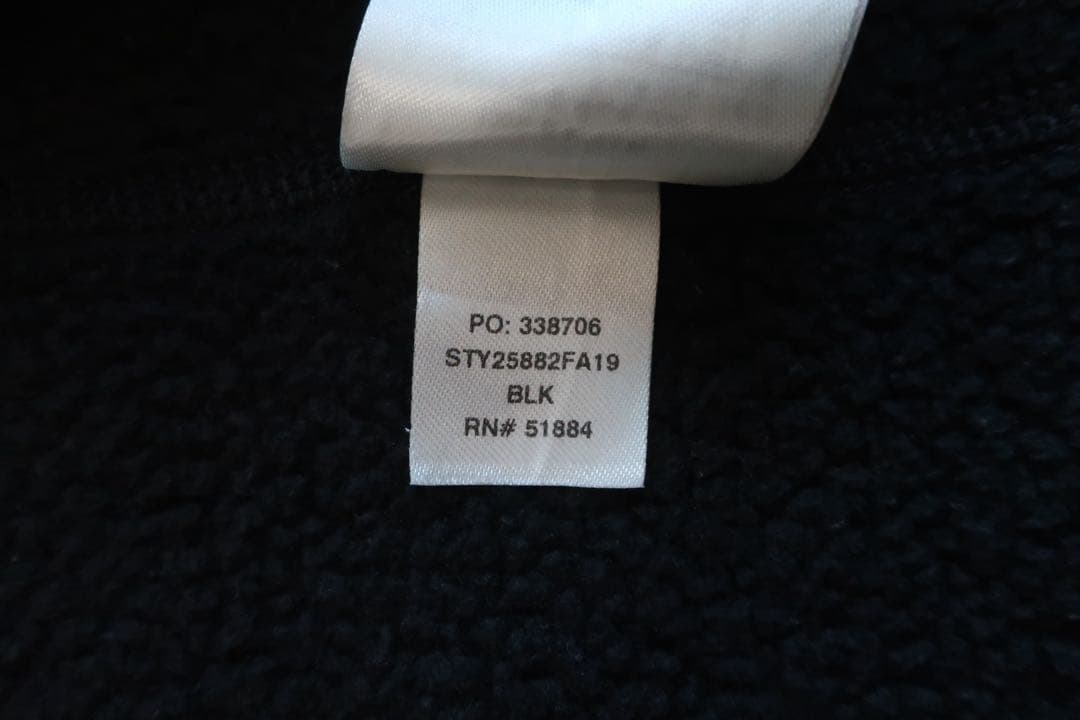 PO: 338706
STY25882FA19
BLK
RN# 51884